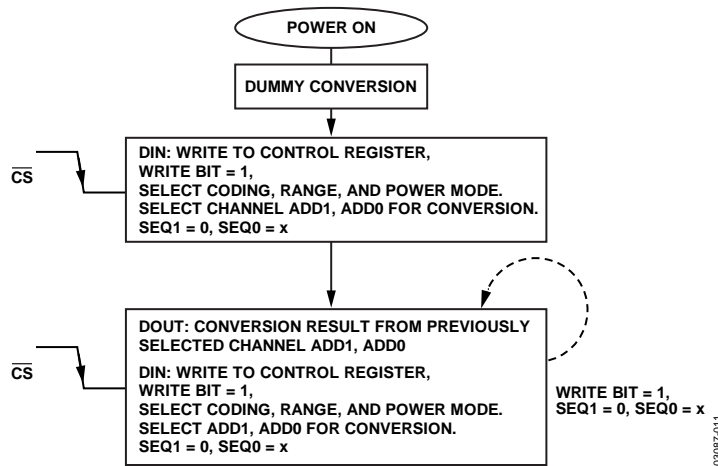 POWER ON
DUMMY CONVERSION
CS
DIN: WRITE TO CONTROL REGISTER,
WRITE BIT = 1,
SELECT CODING, RANGE, AND POWER MODE.
SELECT CHANNEL ADD1, ADD0 FOR CONVERSION.
SEQ1 = 0, SEQ0 = x
CS
DOUT: CONVERSION RESULT FROM PREVIOUSLY
SELECTED CHANNEL ADD1, ADD0
DIN: WRITE TO CONTROL REGISTER,
WRITE BIT = 1,
SELECT CODING, RANGE, AND POWER MODE.
SELECT ADD1, ADD0 FOR CONVERSION.
SEQ1 = 0, SEQ0 = x
WRITE BIT = 1,
SEQ1 = 0, SEQ0 = x
03087-011